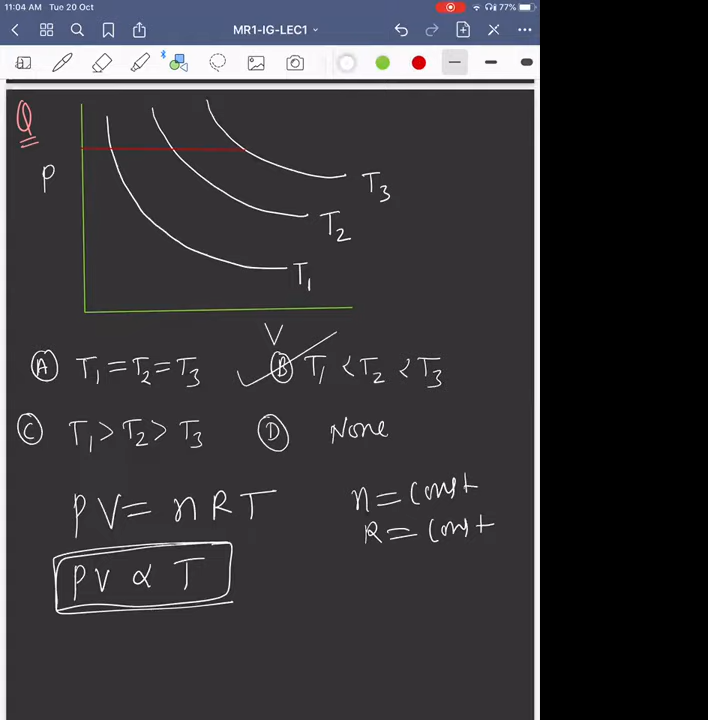 11:04 AM Tue 20 Oct
77%
MR1-IG-LEC1
Q
P
T3
T2
T1
V
A T1 = T2 = T3 B T1 < T2 < T3
C T1 > T2 > T3 D None
PV = nRT n = Const
R = Const
PV ∝ T